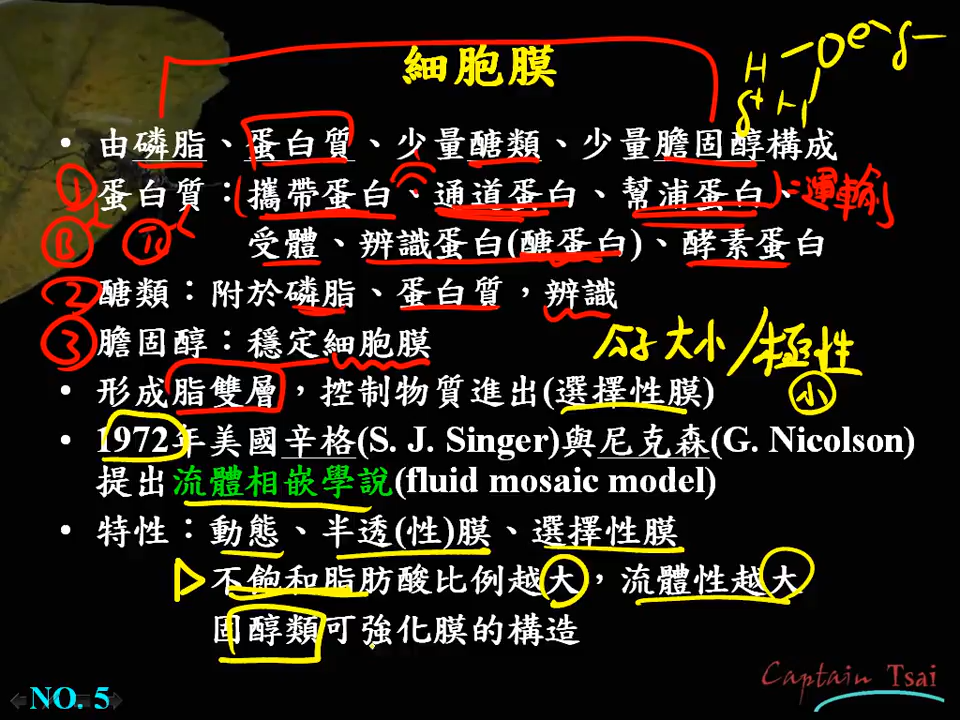 細胞膜
H O e δ-
δ+ H
• 由磷脂、蛋白質、少量醣類、少量膽固醇構成
① 蛋白質：攜帶蛋白、通道蛋白、幫浦蛋白、：運輸
受體、辨識蛋白(醣蛋白)、酵素蛋白
② 醣類：附於磷脂、蛋白質，辨識
③ 膽固醇：穩定細胞膜
分子大小/極性
小
• 形成脂雙層，控制物質進出(選擇性膜)
• 1972年美國辛格(S. J. Singer)與尼克森(G. Nicolson)
提出流體相嵌學說(fluid mosaic model)
• 特性：動態、半透(性)膜、選擇性膜
不飽和脂肪酸比例越大，流體性越大
固醇類可強化膜的構造
Captain Tsai
NO. 5